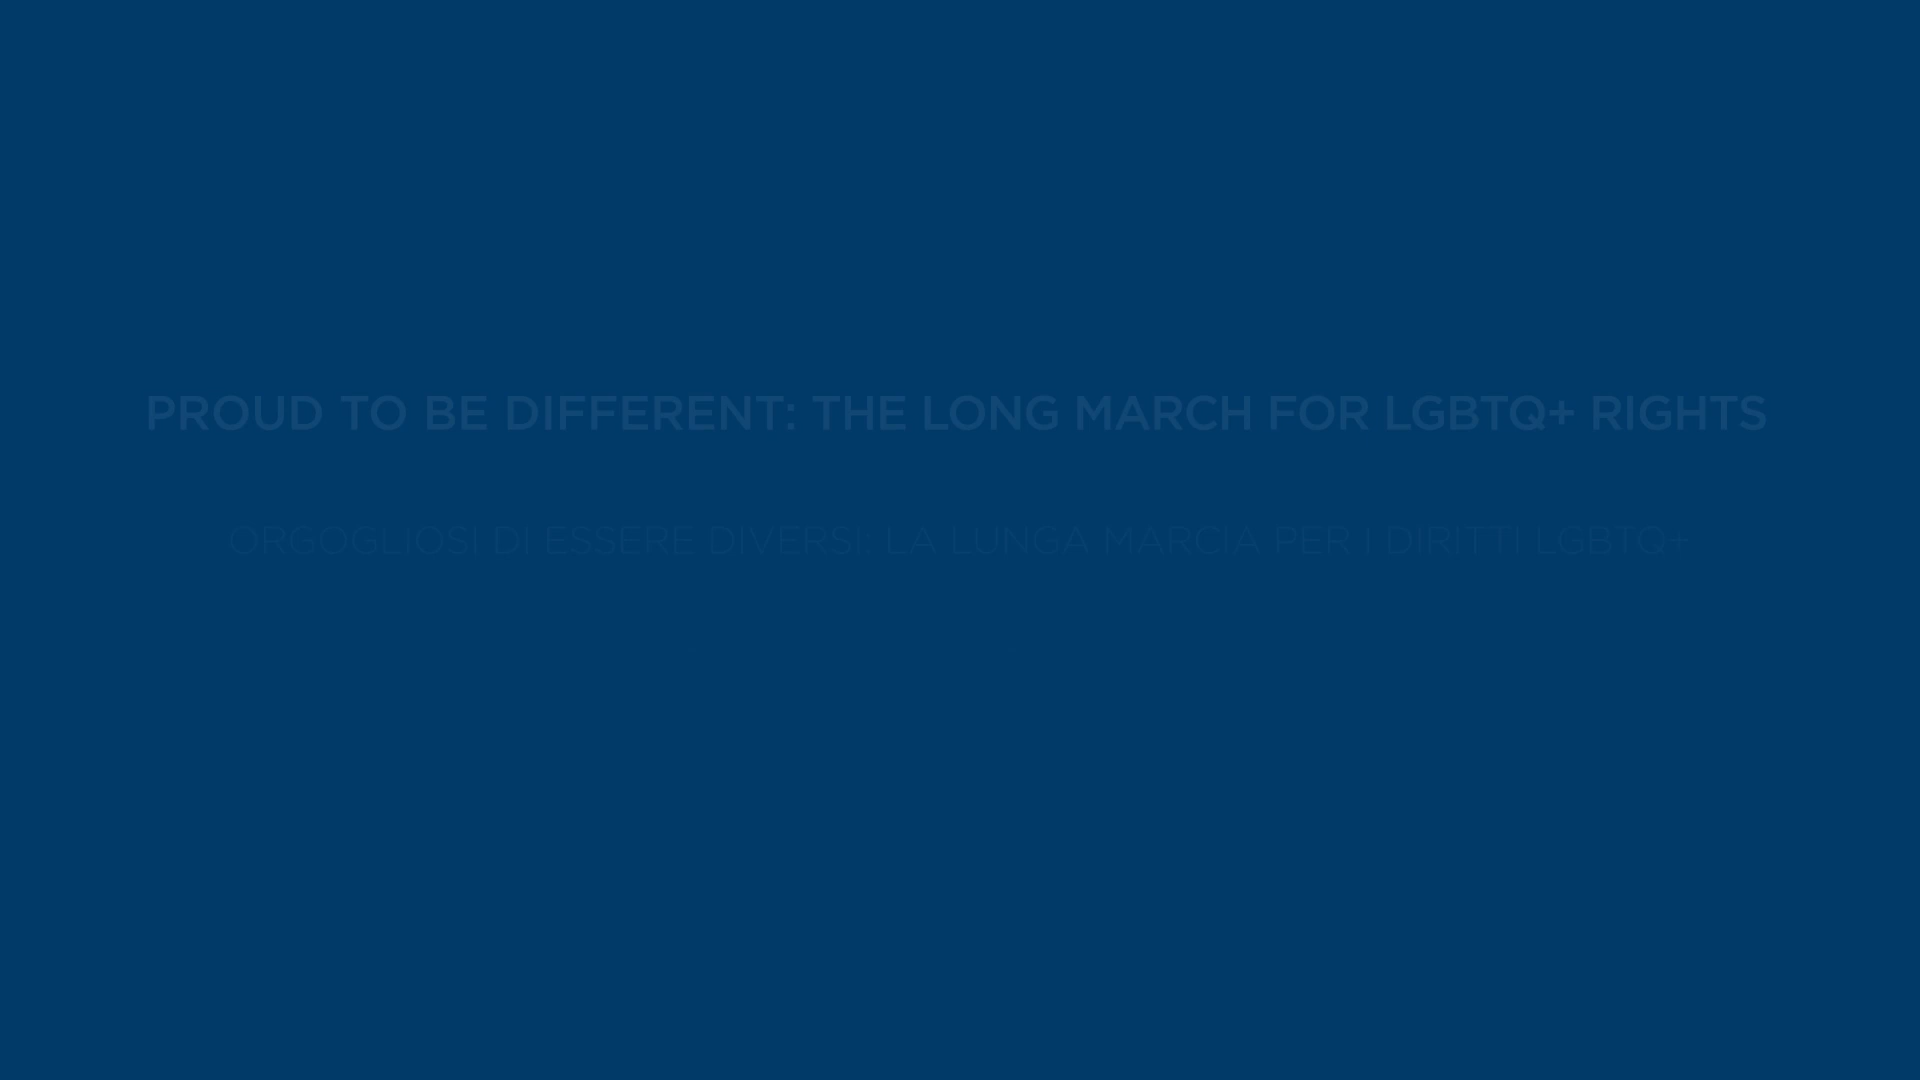 PROUD TO BE DIFFERENT: THE LONG MARCH FOR LGBTQ+ RIGHTS
ORGOGLIOSI DI ESSERE DIVERSI: LA LUNGA MARCIA PER I DIRITTI LGBTQ+